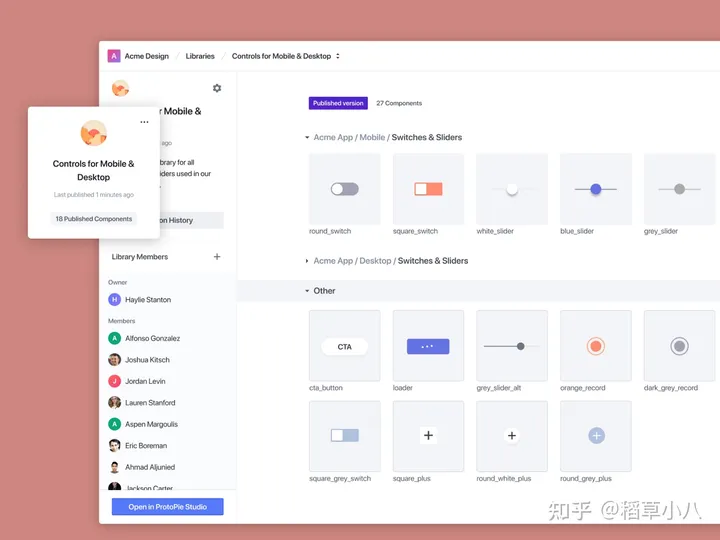 A Acme Design / Libraries / Controls for Mobile & Desktop
r Mobile &
ago
brary for all
iders used in our
on History
Controls for Mobile &
Desktop
Last published 1 minutes ago
18 Published Components
Library Members +
Owner
H Haylie Stanton
Members
A Alfonso Gonzalez
Joshua Kitsch
J Jordan Levin
Lauren Stanford
A Aspen Margoulis
Eric Boreman
Ahmad Aljunied
Jackson Carter
Open in ProtoPie Studio
Published version 27 Components
Acme App / Mobile / Switches & Sliders
round_switch square_switch white_slider blue_slider grey_slider
Acme App / Desktop / Switches & Sliders
Other
CTA
cta_button loader grey_slider_alt orange_record dark_grey_record
square_grey_switch square_plus round_white_plus round_grey_plus
知乎 @稻草小八